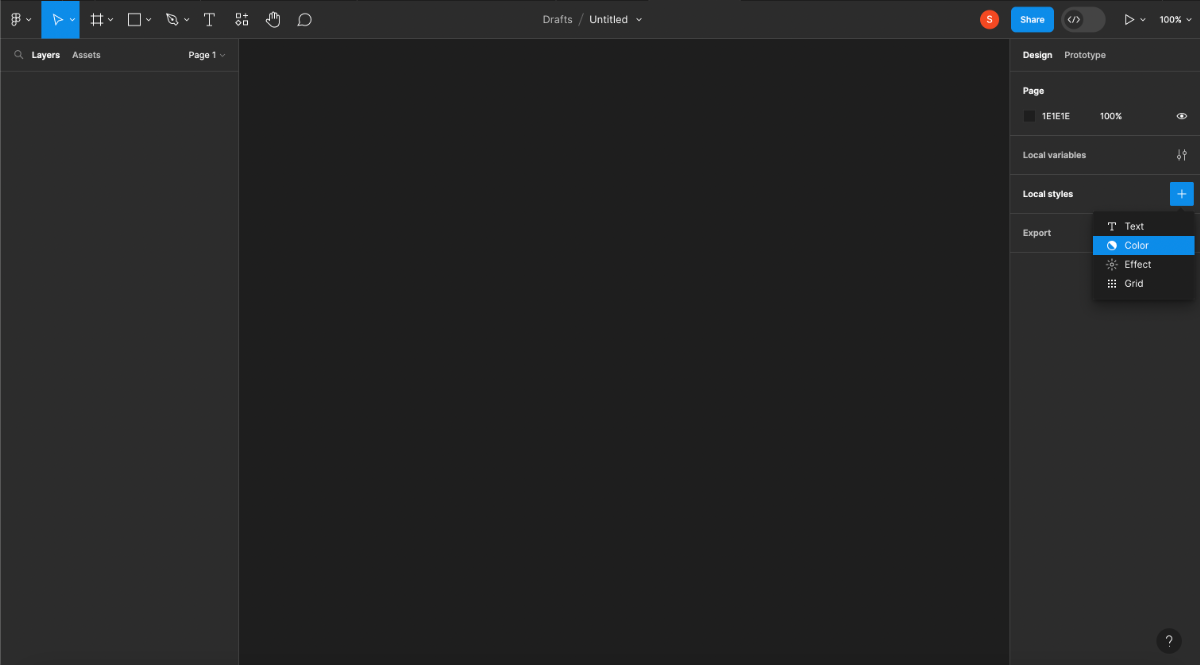 Drafts / Untitled
S
Share
100%
Layers Assets Page 1
Design Prototype
Page
1E1E1E 100%
Local variables
Local styles
Export
Text
Color
Effect
Grid
?